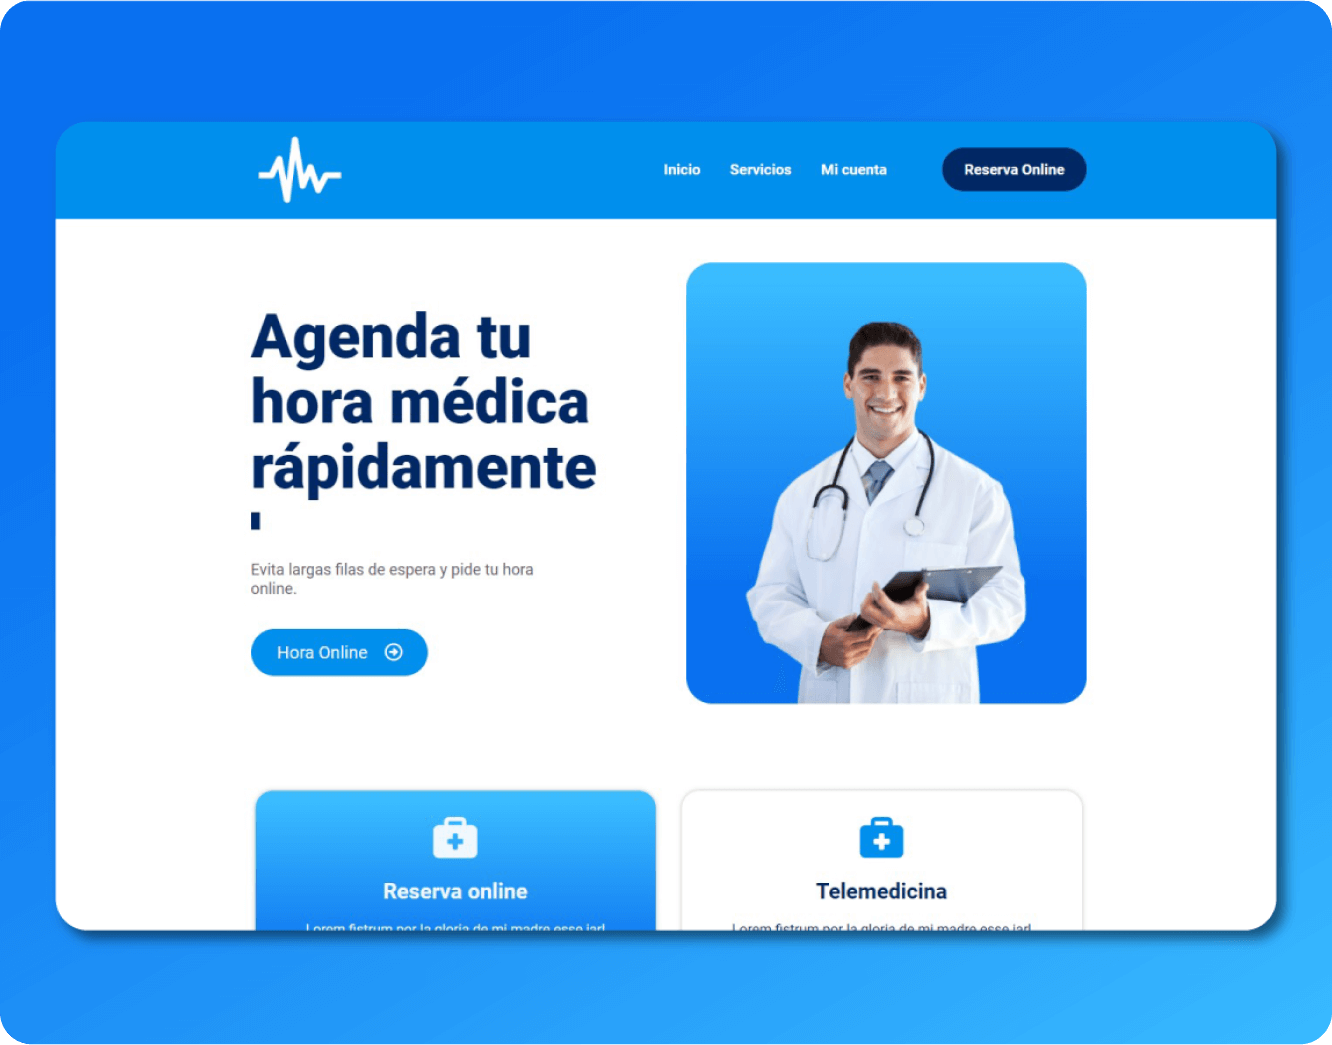 Inicio Servicios Mi cuenta Reserva Online
Agenda tu
hora médica
rápidamente
Evita largas filas de espera y pide tu hora
online.
Hora Online
Reserva online
Lorem fistrum por la gloria de mi madre esse jarl
Telemedicina
Lorem fistrum por la gloria de mi madre esse jarl